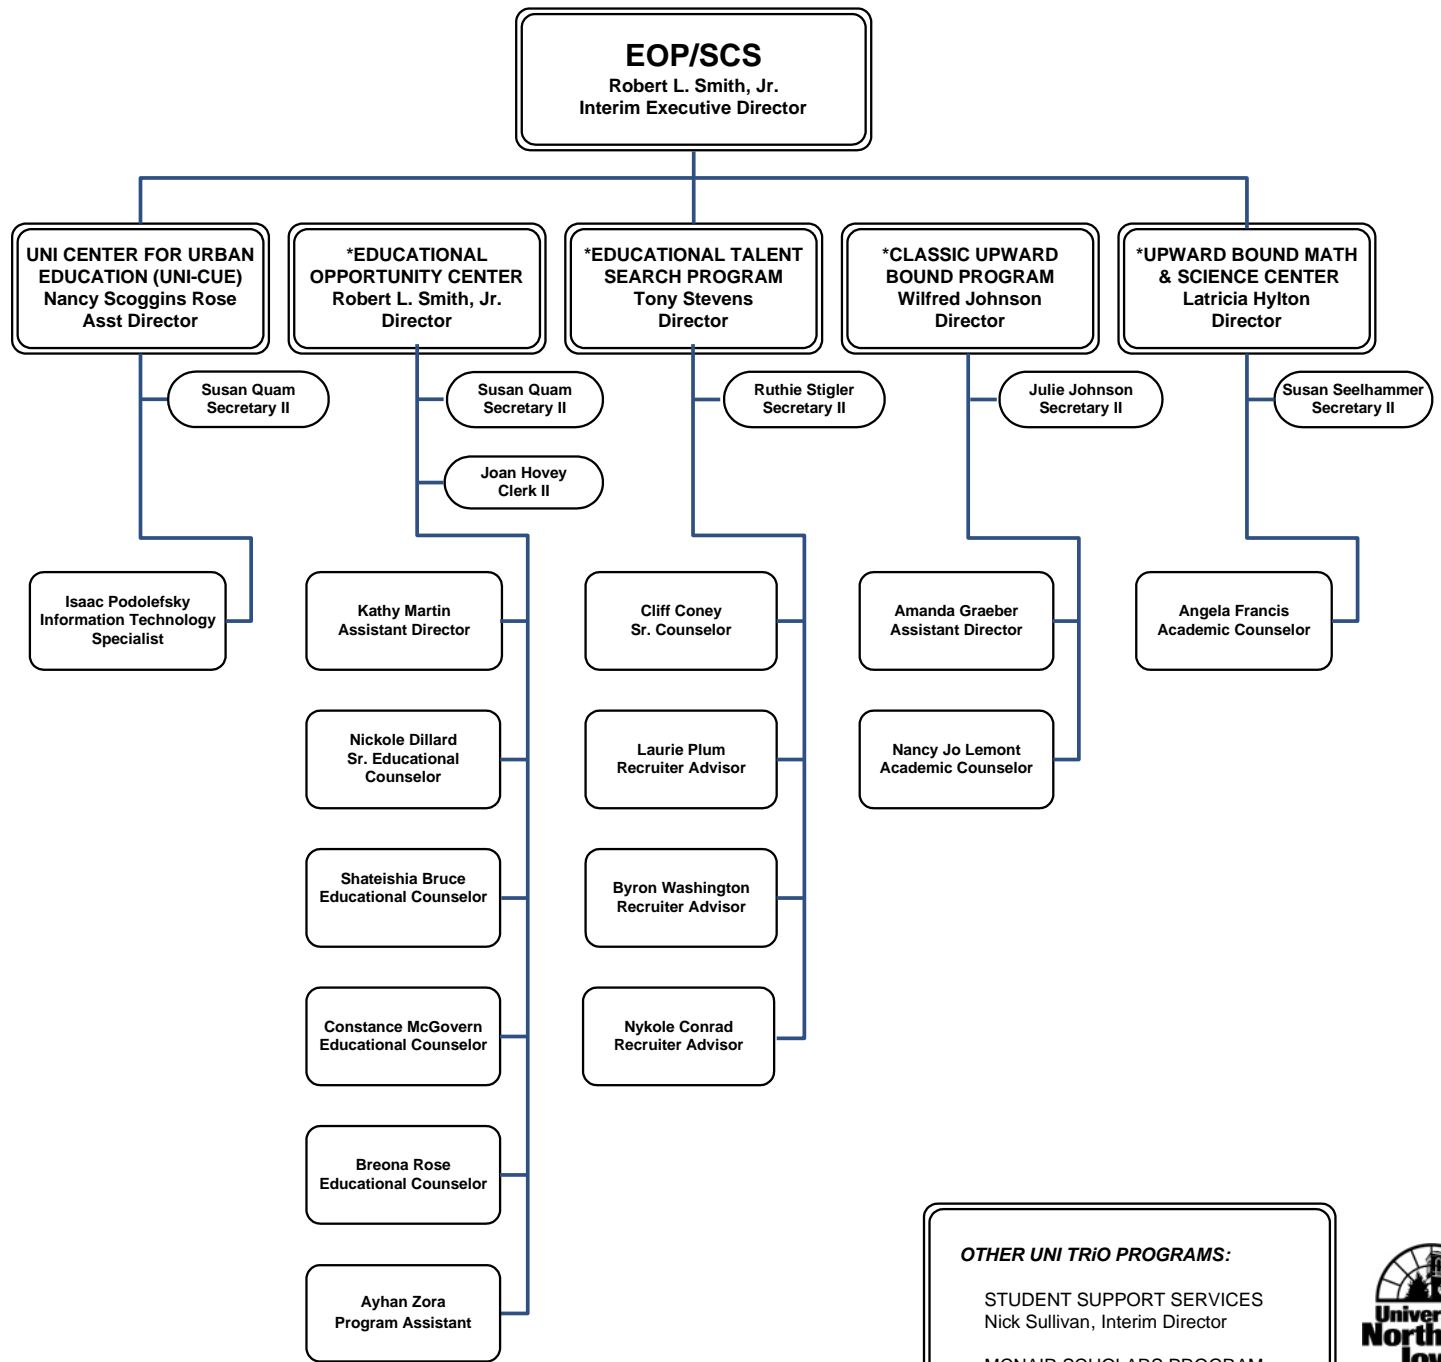 EOP/SCS
Robert L. Smith, Jr.
Interim Executive Director
UNI CENTER FOR URBAN
EDUCATION (UNI-CUE)
Nancy Scoggins Rose
Asst Director
*EDUCATIONAL
OPPORTUNITY CENTER
Robert L. Smith, Jr.
Director
*EDUCATIONAL TALENT
SEARCH PROGRAM
Tony Stevens
Director
*CLASSIC UPWARD
BOUND PROGRAM
Wilfred Johnson
Director
*UPWARD BOUND MATH
& SCIENCE CENTER
Latricia Hylton
Director
Susan Quam
Secretary II
Susan Quam
Secretary II
Ruthie Stigler
Secretary II
Julie Johnson
Secretary II
Susan Seelhammer
Secretary II
Joan Hovey
Clerk II
Isaac Podolefsky
Information Technology
Specialist
Kathy Martin
Assistant Director
Cliff Coney
Sr. Counselor
Amanda Graeber
Assistant Director
Angela Francis
Academic Counselor
Nickole Dillard
Sr. Educational
Counselor
Laurie Plum
Recruiter Advisor
Nancy Jo Lemont
Academic Counselor
Shateishia Bruce
Educational Counselor
Byron Washington
Recruiter Advisor
Constance McGovern
Educational Counselor
Nykole Conrad
Recruiter Advisor
Breona Rose
Educational Counselor
Ayhan Zora
Program Assistant
OTHER UNI TRiO PROGRAMS:
STUDENT SUPPORT SERVICES
Nick Sullivan, Interim Director
MCNAIR SCHOLARS PROGRAM